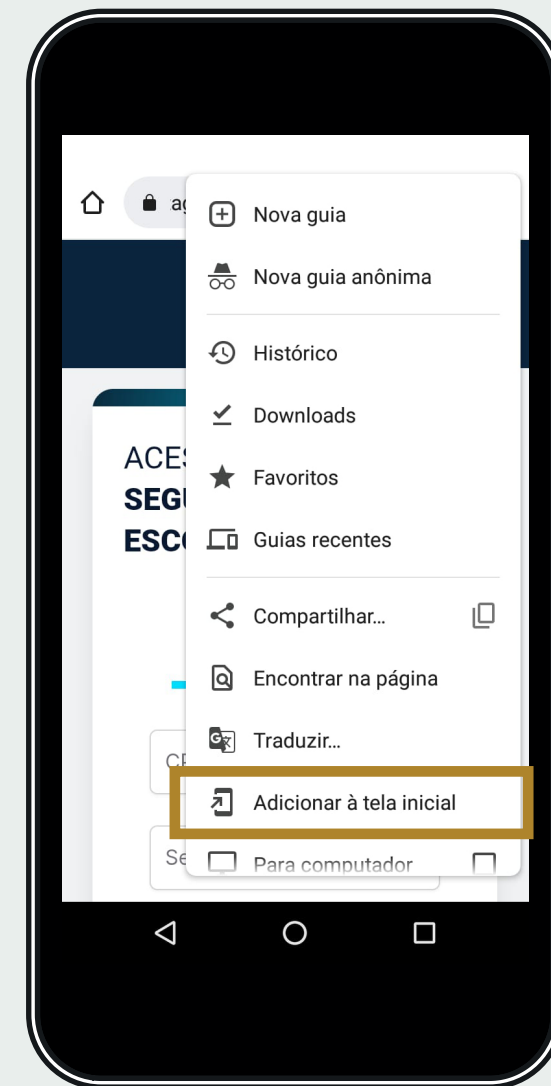 Nova guia
Nova guia anônima
Histórico
Downloads
Favoritos
Guias recentes
Compartilhar...
Encontrar na página
Traduzir...
Adicionar à tela inicial
Para computador